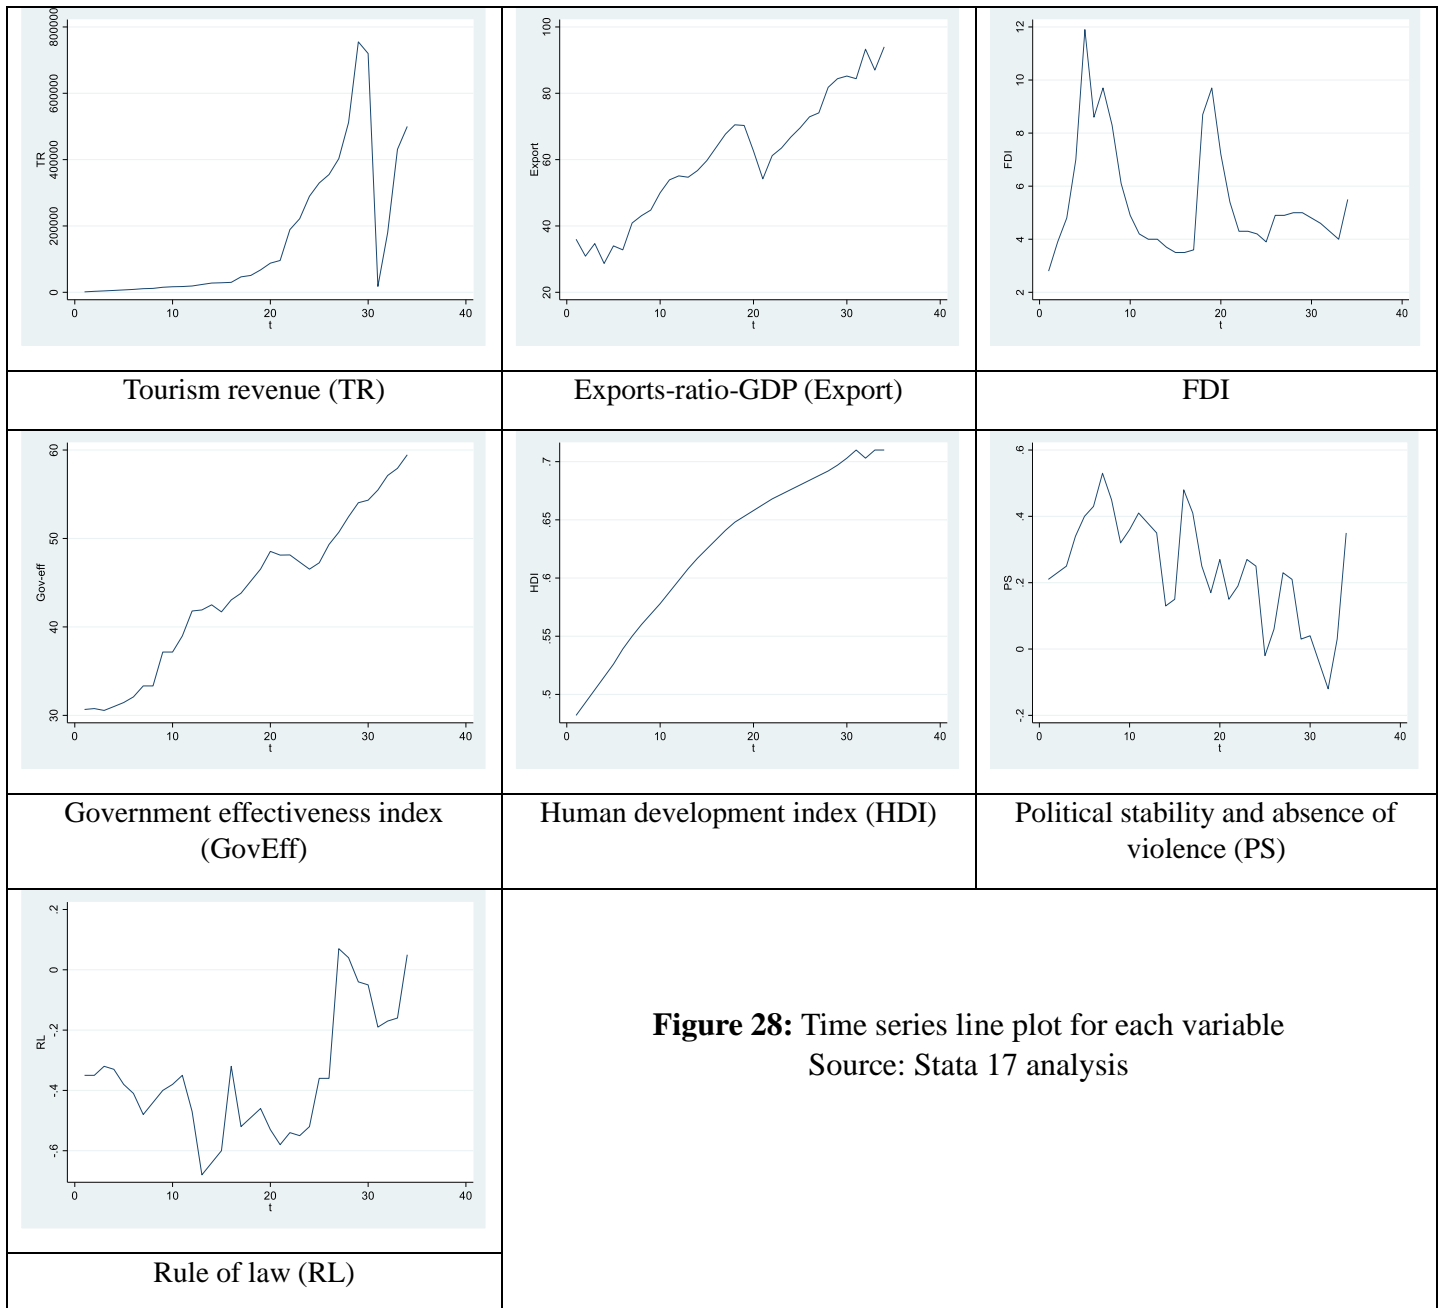 800000
600000
400000
200000
0
TR
0 10 20 30 40
t
100
80
60
40
20
Export
0 10 20 30 40
t
12
10
8
6
4
2
FDI
0 10 20 30 40
t
Tourism revenue (TR)
Exports-ratio-GDP (Export)
FDI
60
50
40
30
Gov-eff
0 10 20 30 40
t
.7
.65
.6
.55
.5
HDI
0 10 20 30 40
t
.6
.4
.2
0
-.2
PS
0 10 20 30 40
t
Government effectiveness index
(GovEff)
Human development index (HDI)
Political stability and absence of
violence (PS)
.2
0
-.2
-.4
-.6
RL
0 10 20 30 40
t
Figure 28: Time series line plot for each variable
Source: Stata 17 analysis
Rule of law (RL)